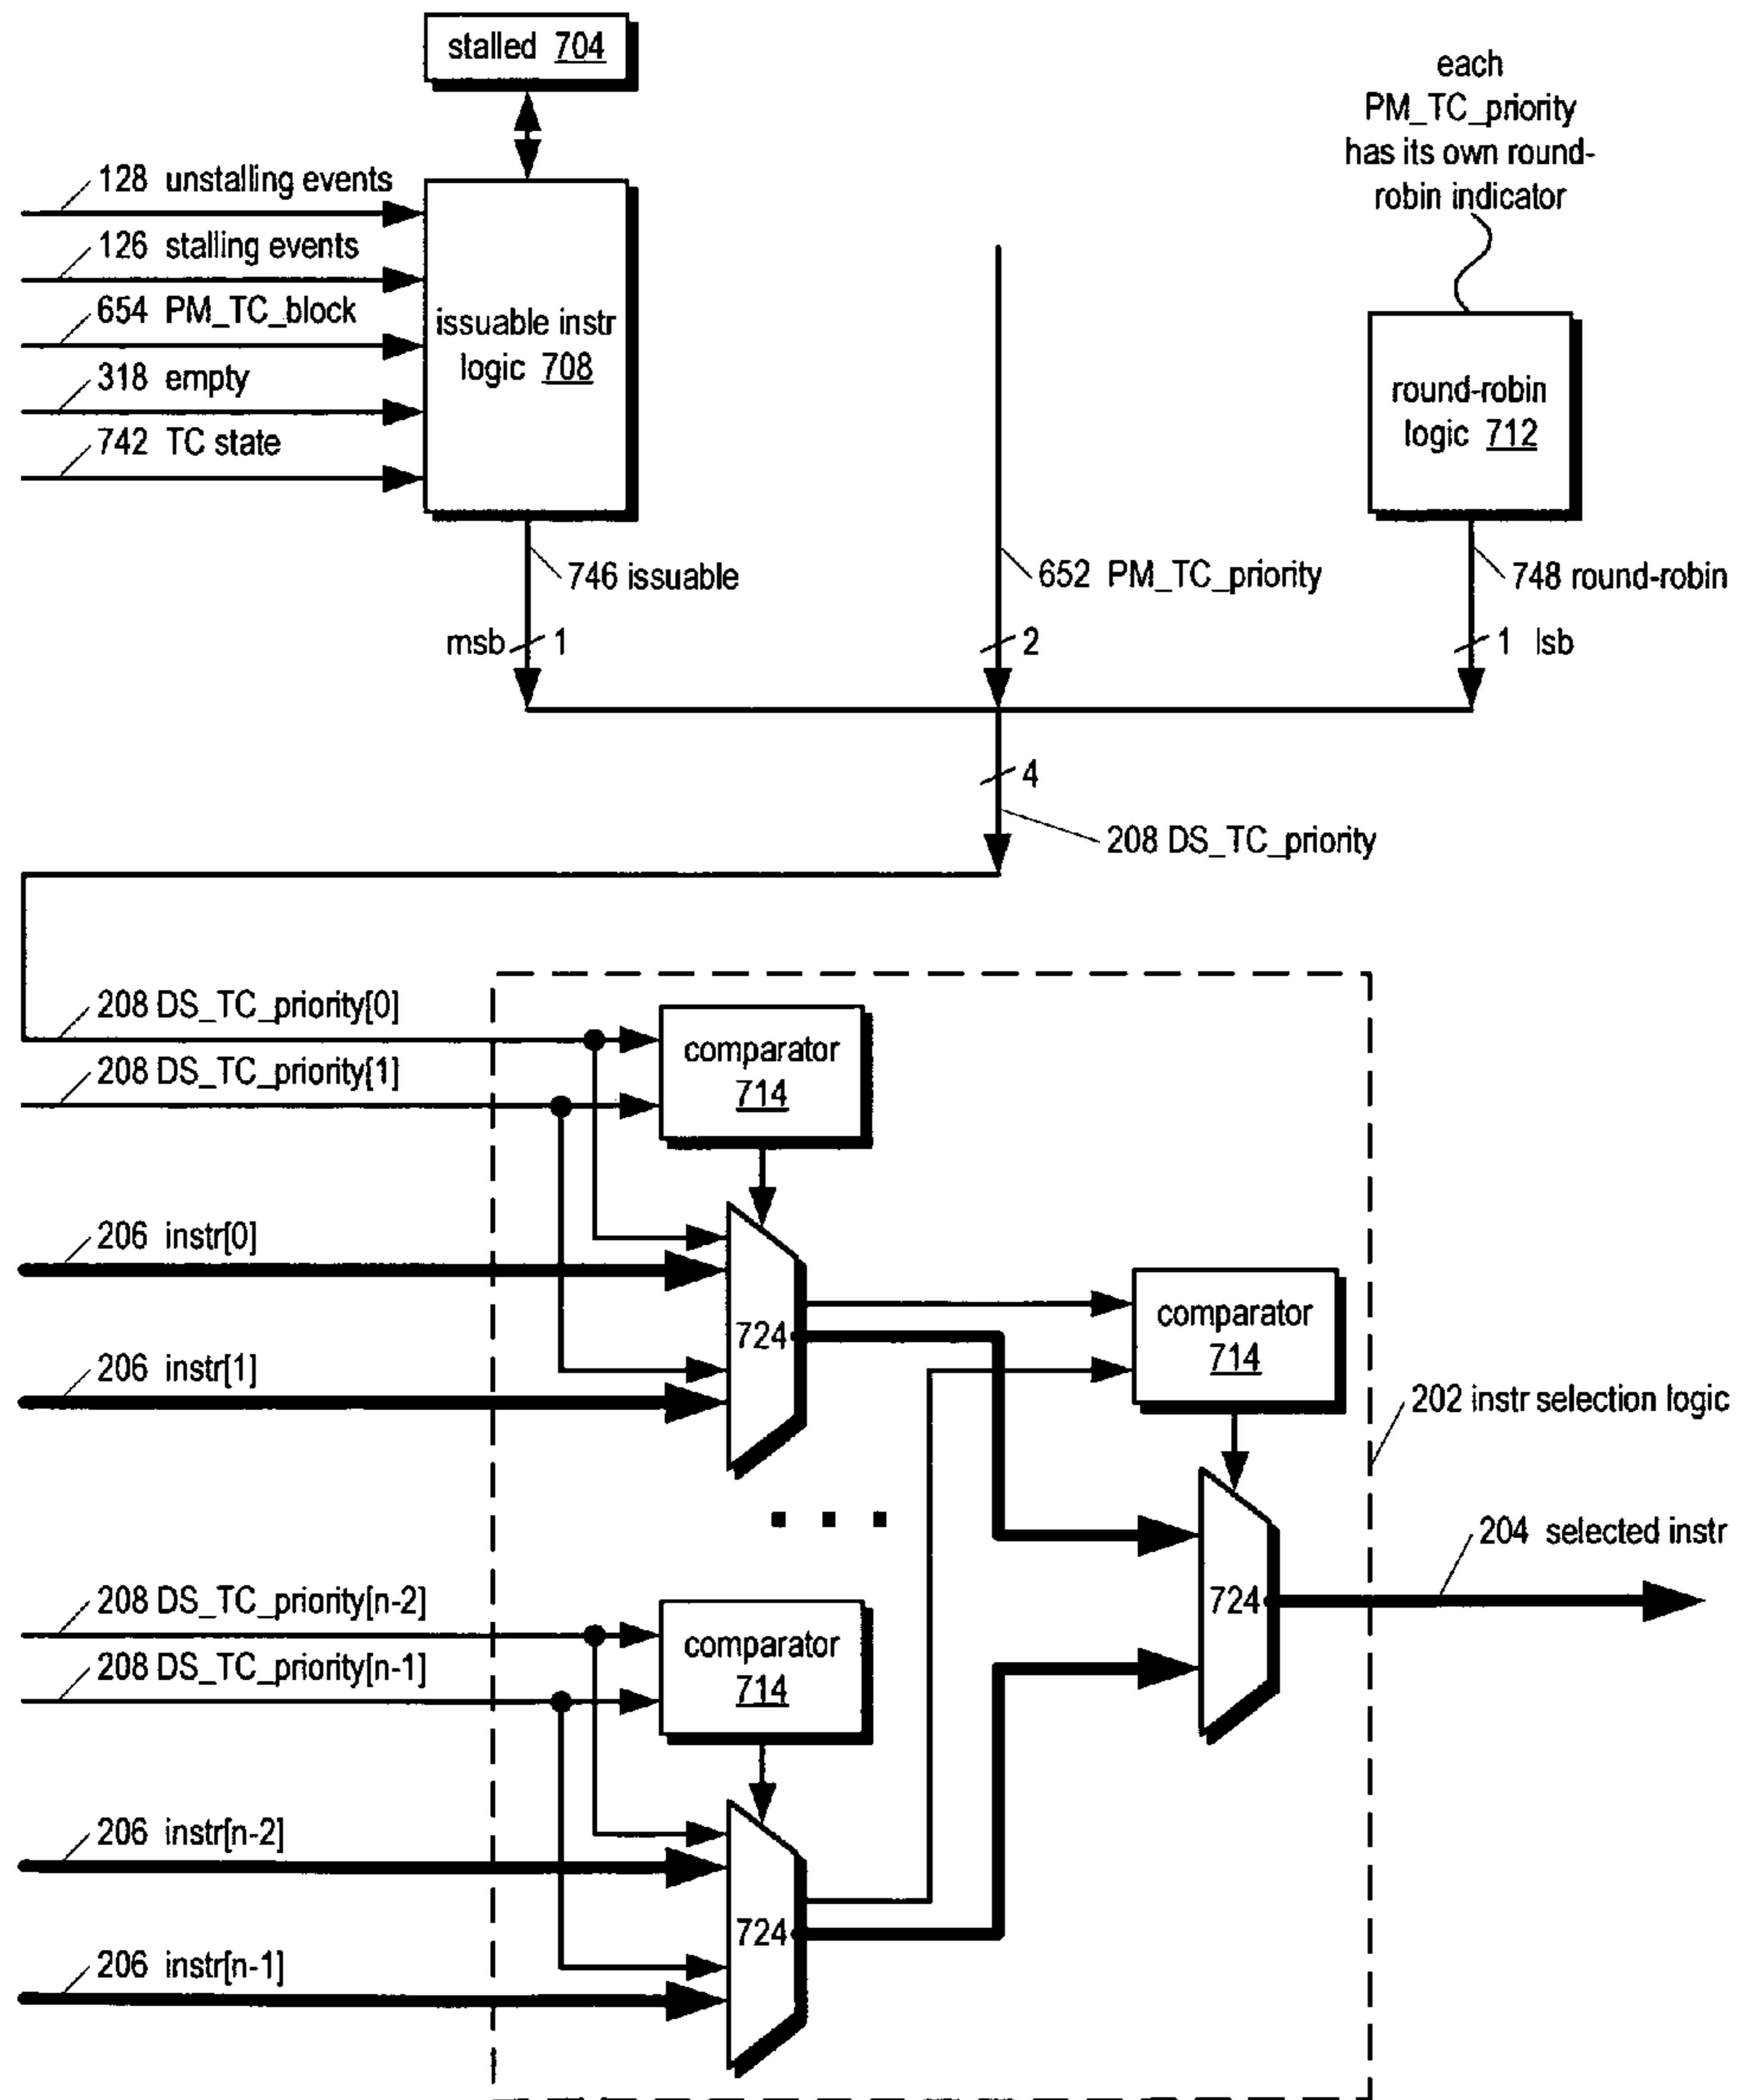 stalled 704
each
PM_TC_priority
has its own round-
robin indicator
128 unstalling events
126 stalling events
654 PM_TC_block
318 empty
742 TC state
issuable instr
logic 708
round-robin
logic 712
746 issuable
652 PM_TC_priority
748 round-robin
msb 1
2
1 lsb
4
208 DS_TC_priority
208 DS_TC_priority[0]
208 DS_TC_priority[1]
comparator
714
206 instr[0]
206 instr[1]
724
comparator
714
202 instr selection logic
204 selected instr
724
208 DS_TC_priority[n-2]
208 DS_TC_priority[n-1]
comparator
714
206 instr[n-2]
206 instr[n-1]
724